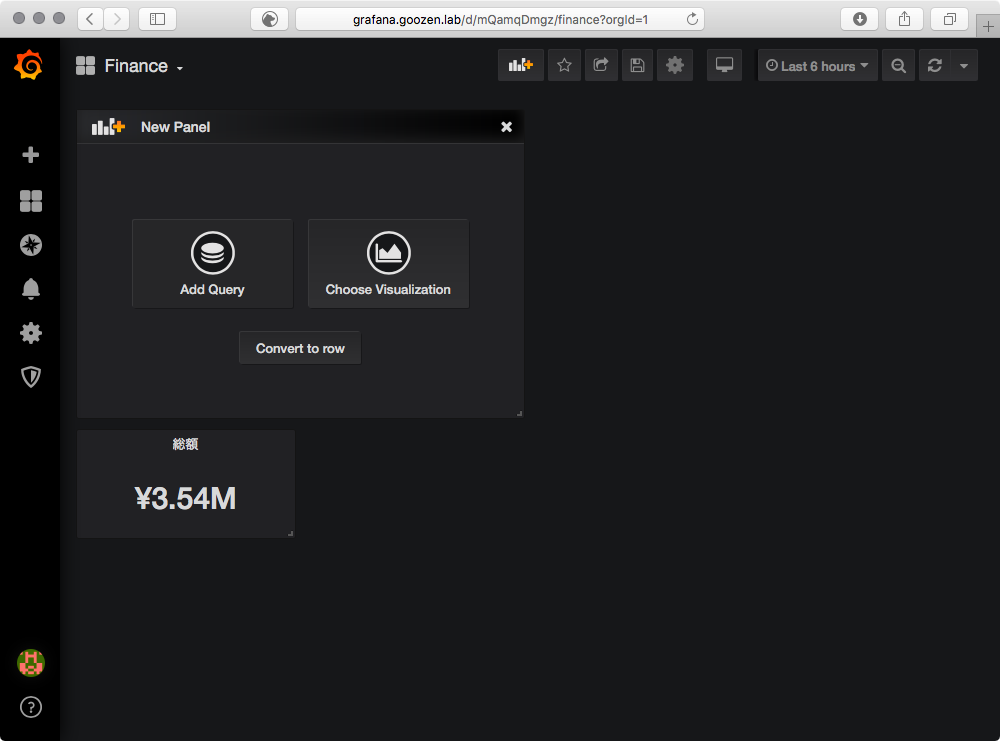 grafana.goozen.lab/d/mQamqDmgz/finance?orgId=1
Finance
Last 6 hours
New Panel
Add Query
Choose Visualization
Convert to row
総額
¥3.54M